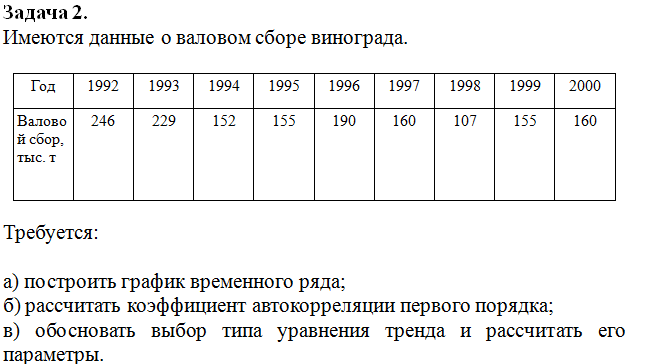 Задача 2.
Имеются данные о валовом сборе винограда.
Год 1992 1993 1994 1995 1996 1997 1998 1999 2000
Валово 246 229 152 155 190 160 107 155 160
й сбор,
тыс. т
Требуется:
а) построить график временного ряда;
б) рассчитать коэффициент автокорреляции первого порядка;
в) обосновать выбор типа уравнения тренда и рассчитать его
параметры.